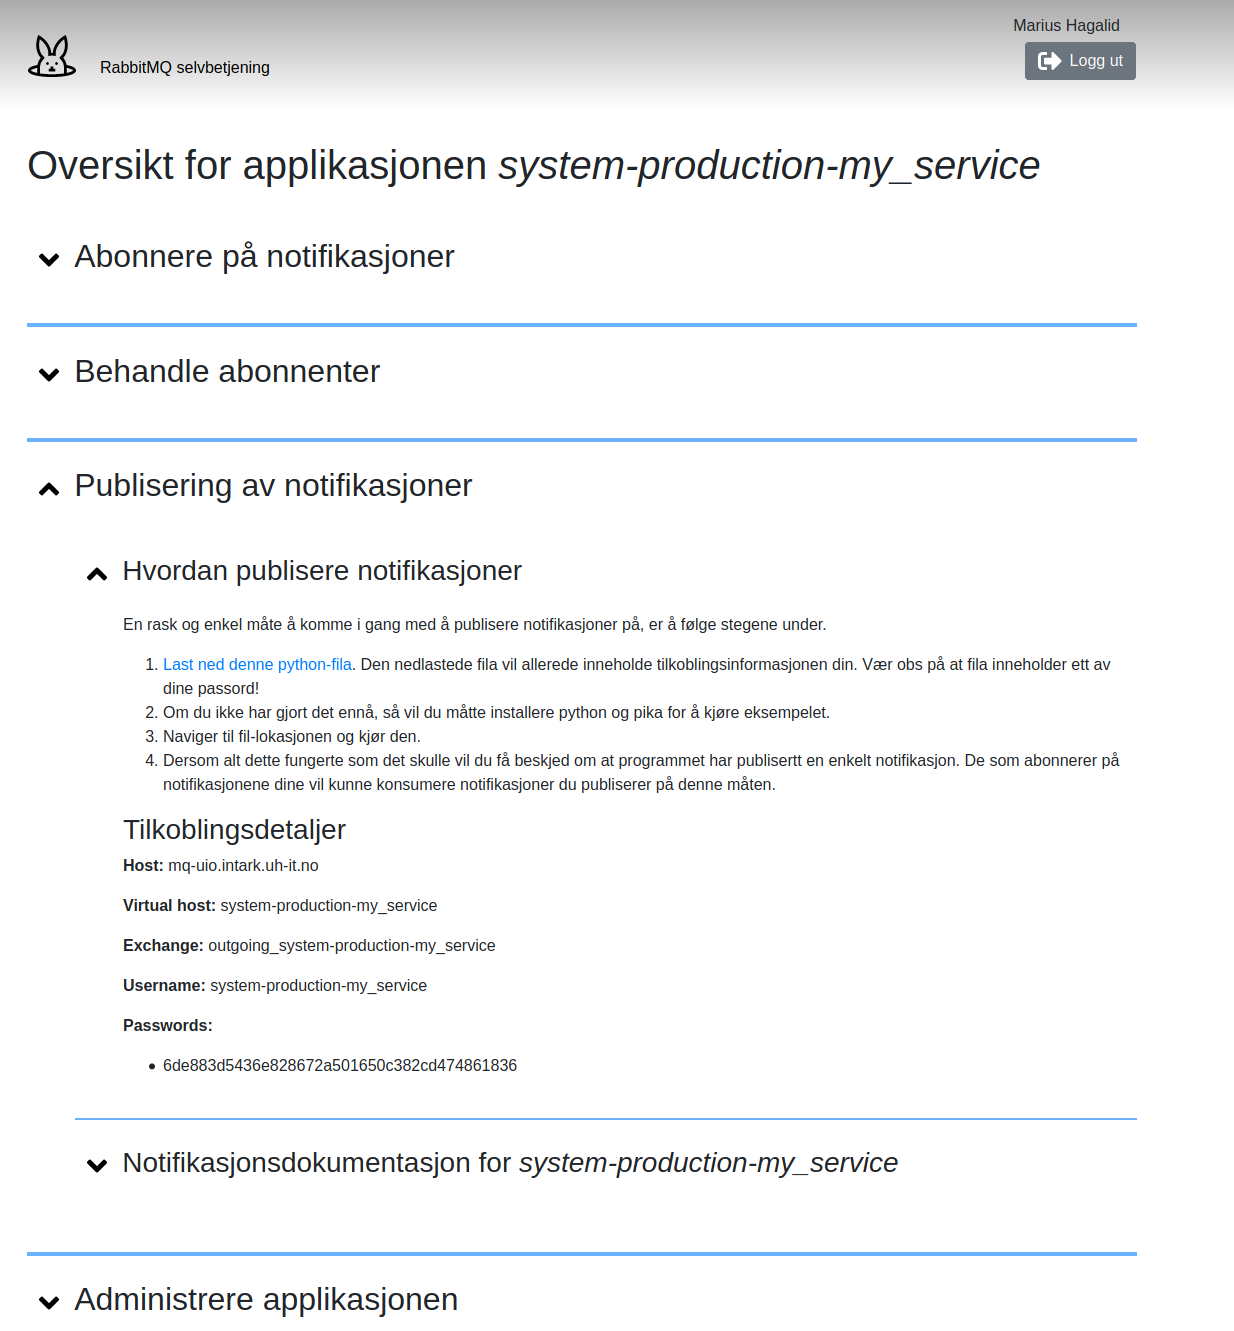 Marius Hagalid
RabbitMQ selvbetjening
Logg ut
Oversikt for applikasjonen system-production-my_service
Abonnere på notifikasjoner
Behandle abonnenter
Publisering av notifikasjoner
Hvordan publisere notifikasjoner
En rask og enkel måte å komme i gang med å publisere notifikasjoner på, er å følge stegene under.
1. Last ned denne python-fila. Den nedlastede fila vil allerede inneholde tilkoblingsinformasjonen din. Vær obs på at fila inneholder ett av
dine passord!
2. Om du ikke har gjort det ennå, så vil du måtte installere python og pika for å kjøre eksempelet.
3. Naviger til fil-lokasjonen og kjør den.
4. Dersom alt dette fungerte som det skulle vil du få beskjed om at programmet har publisertt en enkelt notifikasjon. De som abonnerer på
notifikasjonene dine vil kunne konsumere notifikasjoner du publiserer på denne måten.
Tilkoblingsdetaljer
Host: mq-uio.intark.uh-it.no
Virtual host: system-production-my_service
Exchange: outgoing_system-production-my_service
Username: system-production-my_service
Passwords:
• 6de883d5436e828672a501650c382cd474861836
Notifikasjonsdokumentasjon for system-production-my_service
Administrere applikasjonen